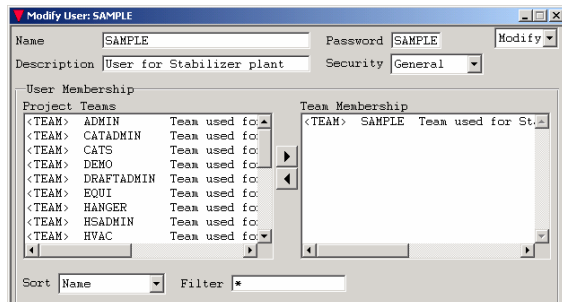 Modify User: SAMPLE
Name SAMPLE Password SAMPLE Modify
Description User for Stabilizer plant Security General
User Membership
Project Teams Team Membership
<TEAM> ADMIN Team used fo <TEAM> SAMPLE Team used for St
<TEAM> CATADMIN Team used fo
<TEAM> CATS Team used fo
<TEAM> DEMO Team used fo
<TEAM> DRAFTADMIN Team used fo
<TEAM> EQUI Team used fo
<TEAM> HANGER Team used fo
<TEAM> HSADMIN Team used fo
<TEAM> HVAC Team used fo
Sort Name Filter *